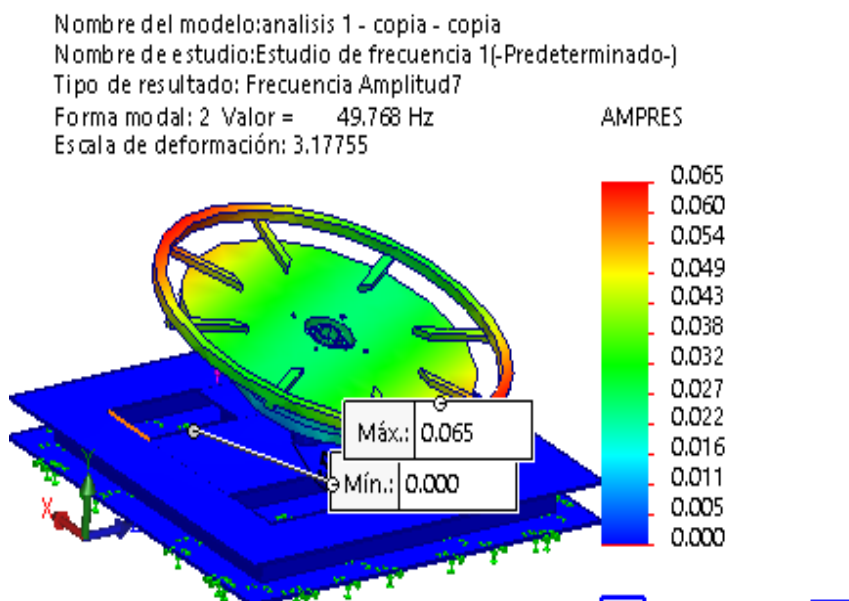 Nombre del modelo:analisis 1 - copia - copia
Nombre de estudio:Estudio de frecuencia 1(-Predeterminado-)
Tipo de resultado: Frecuencia Amplitud7
Forma modal: 2 Valor = 49.768 Hz
Escala de deformación: 3.17755
AMPRES
0.065
0.060
0.054
0.049
0.043
0.038
0.032
0.027
0.022
0.016
0.011
0.005
0.000
Máx.: 0.065
Mín.: 0.000
Y
X